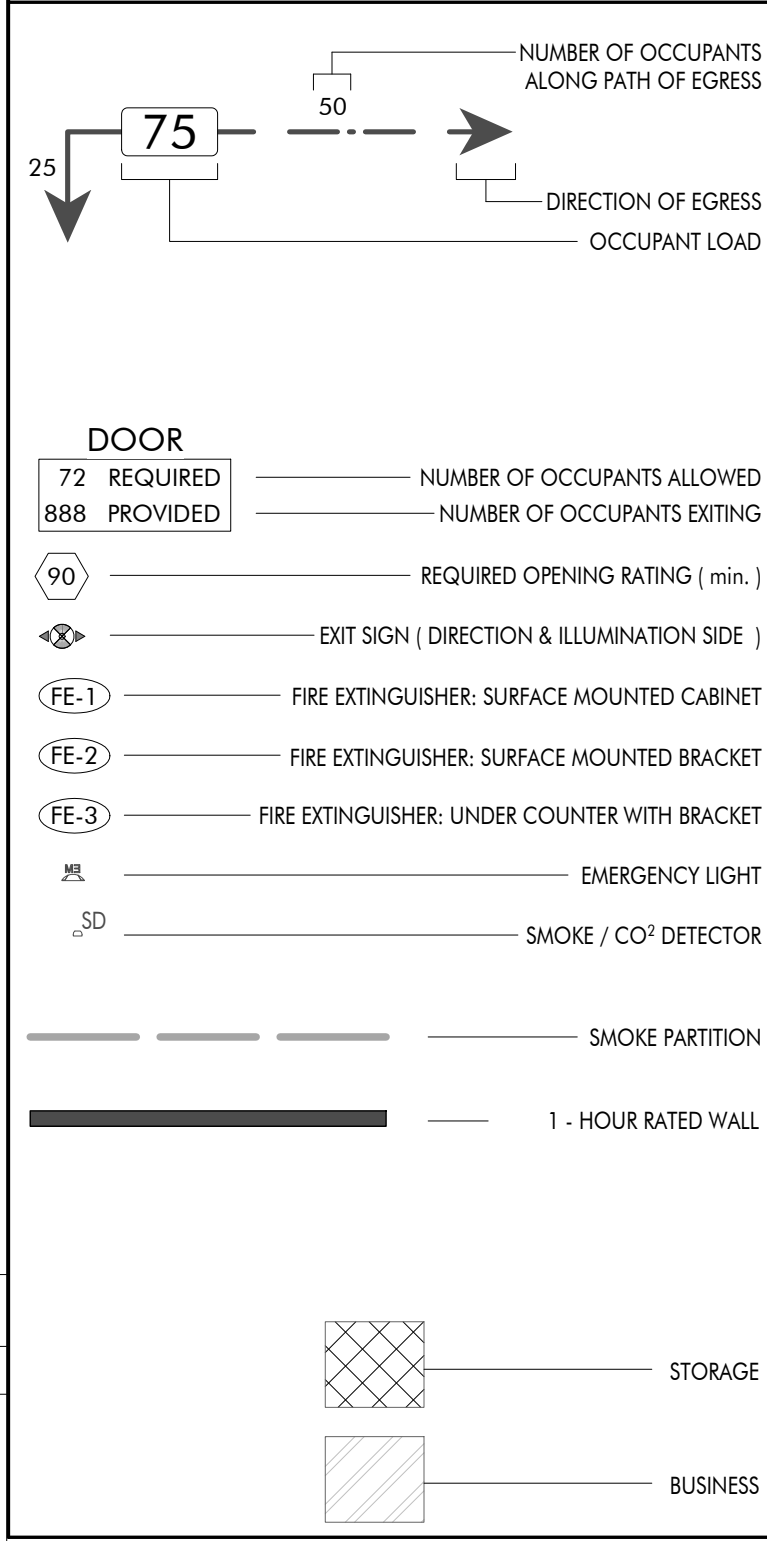 NUMBER OF OCCUPANTS
ALONG PATH OF EGRESS
50
75
25
DIRECTION OF EGRESS
OCCUPANT LOAD
DOOR
72 REQUIRED
NUMBER OF OCCUPANTS ALLOWED
888 PROVIDED
NUMBER OF OCCUPANTS EXITING
90
REQUIRED OPENING RATING ( min. )
EXIT SIGN ( DIRECTION & ILLUMINATION SIDE )
FE-1
FIRE EXTINGUISHER: SURFACE MOUNTED CABINET
FE-2
FIRE EXTINGUISHER: SURFACE MOUNTED BRACKET
FE-3
FIRE EXTINGUISHER: UNDER COUNTER WITH BRACKET
EMERGENCY LIGHT
SD
SMOKE / CO² DETECTOR
SMOKE PARTITION
1 - HOUR RATED WALL
STORAGE
BUSINESS